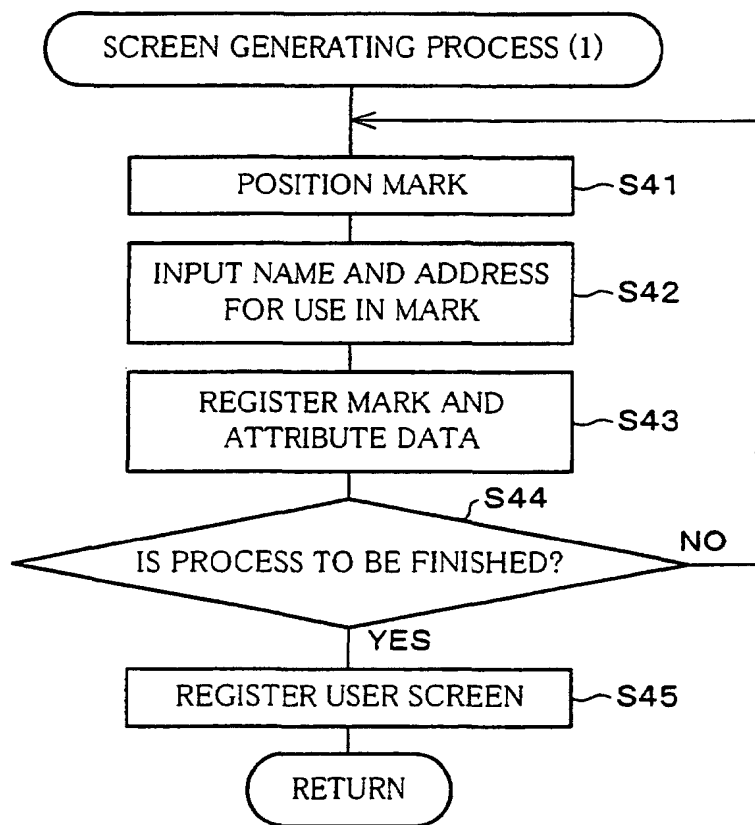 SCREEN GENERATING PROCESS (1)
POSITION MARK
S41
INPUT NAME AND ADDRESS
FOR USE IN MARK
S42
REGISTER MARK AND
ATTRIBUTE DATA
S43
S44
IS PROCESS TO BE FINISHED?
NO
YES
REGISTER USER SCREEN
S45
RETURN